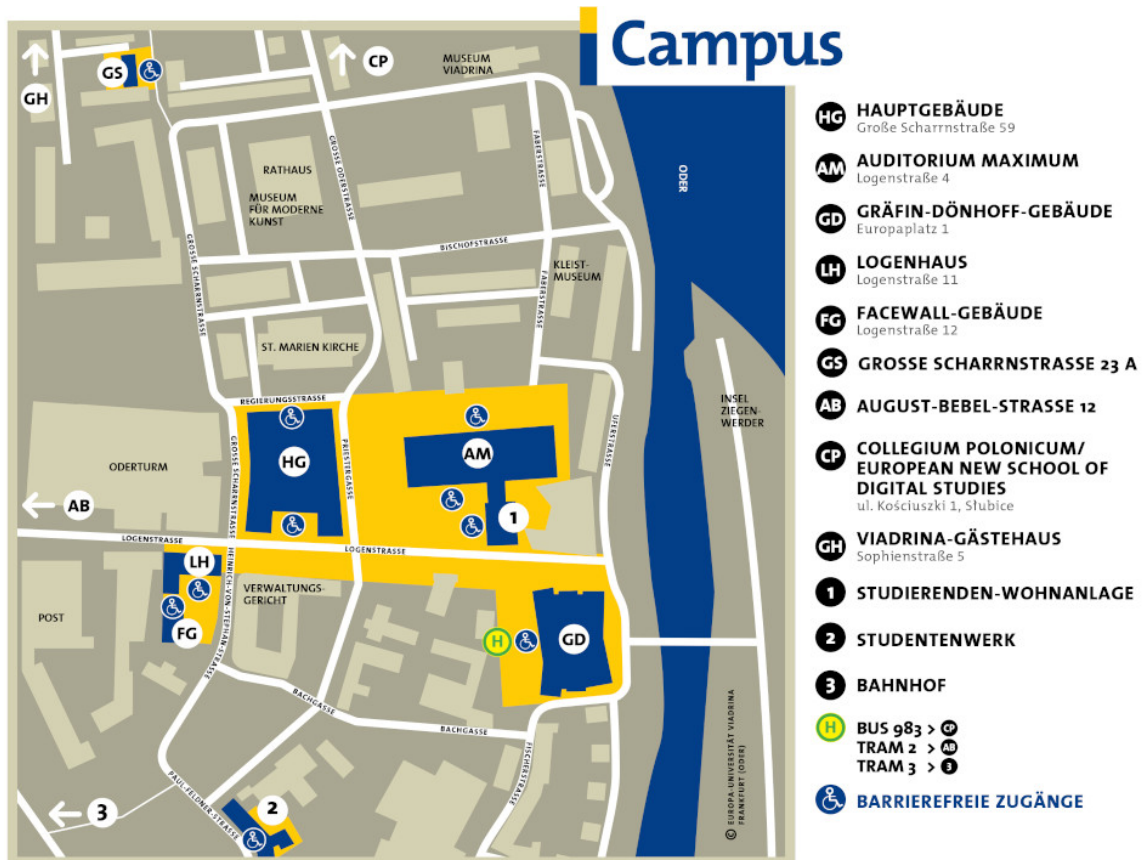 Campus
GH
GS
CP
MUSEUM
VIADRINA
GROSSE ODERSTRASSE
FABERSTRASSE
ODER
RATHAUS
MUSEUM
FÜR MODERNE
KUNST
GROSSE SCHARRNSTRASSE
BISCHOFSTRASSE
KLEIST-
MUSEUM
FABERSTRASSE
ST. MARIEN KIRCHE
REGIERUNGSSTRASSE
INSEL
ZIEGEN-
WERDER
UFERSTRASSE
GROSSE SCHARRNSTRASSE
HG
PRIESTERGASSE
AM
ODERTURM
AB
1
LOGENSTRASSE
LOGENSTRASSE
LH
HEINRICH-VON-STEPHAN-STRASSE
VERWALTUNGS-
GERICHT
POST
FG
H
GD
BACHGASSE
BACHGASSE
FISCHERSTRASSE
PAUL-FELDNER-STRASSE
3
2
© EUROPA-UNIVERSITÄT VIADRINA
FRANKFURT (ODER)
HG HAUPTGEBÄUDE
Große Scharrnstraße 59
AM AUDITORIUM MAXIMUM
Logenstraße 4
GD GRÄFIN-DÖNHOFF-GEBÄUDE
Europaplatz 1
LH LOGENHAUS
Logenstraße 11
FG FACEWALL-GEBÄUDE
Logenstraße 12
GS GROSSE SCHARRNSTRASSE 23 A
AB AUGUST-BEBEL-STRASSE 12
CP COLLEGIUM POLONICUM/
EUROPEAN NEW SCHOOL OF
DIGITAL STUDIES
ul. Kościuszki 1, Słubice
GH VIADRINA-GÄSTEHAUS
Sophienstraße 5
1 STUDIERENDEN-WOHNANLAGE
2 STUDENTENWERK
3 BAHNHOF
H BUS 983 > CP
TRAM 2 > AB
TRAM 3 > 3
BARRIEREFREIE ZUGÄNGE